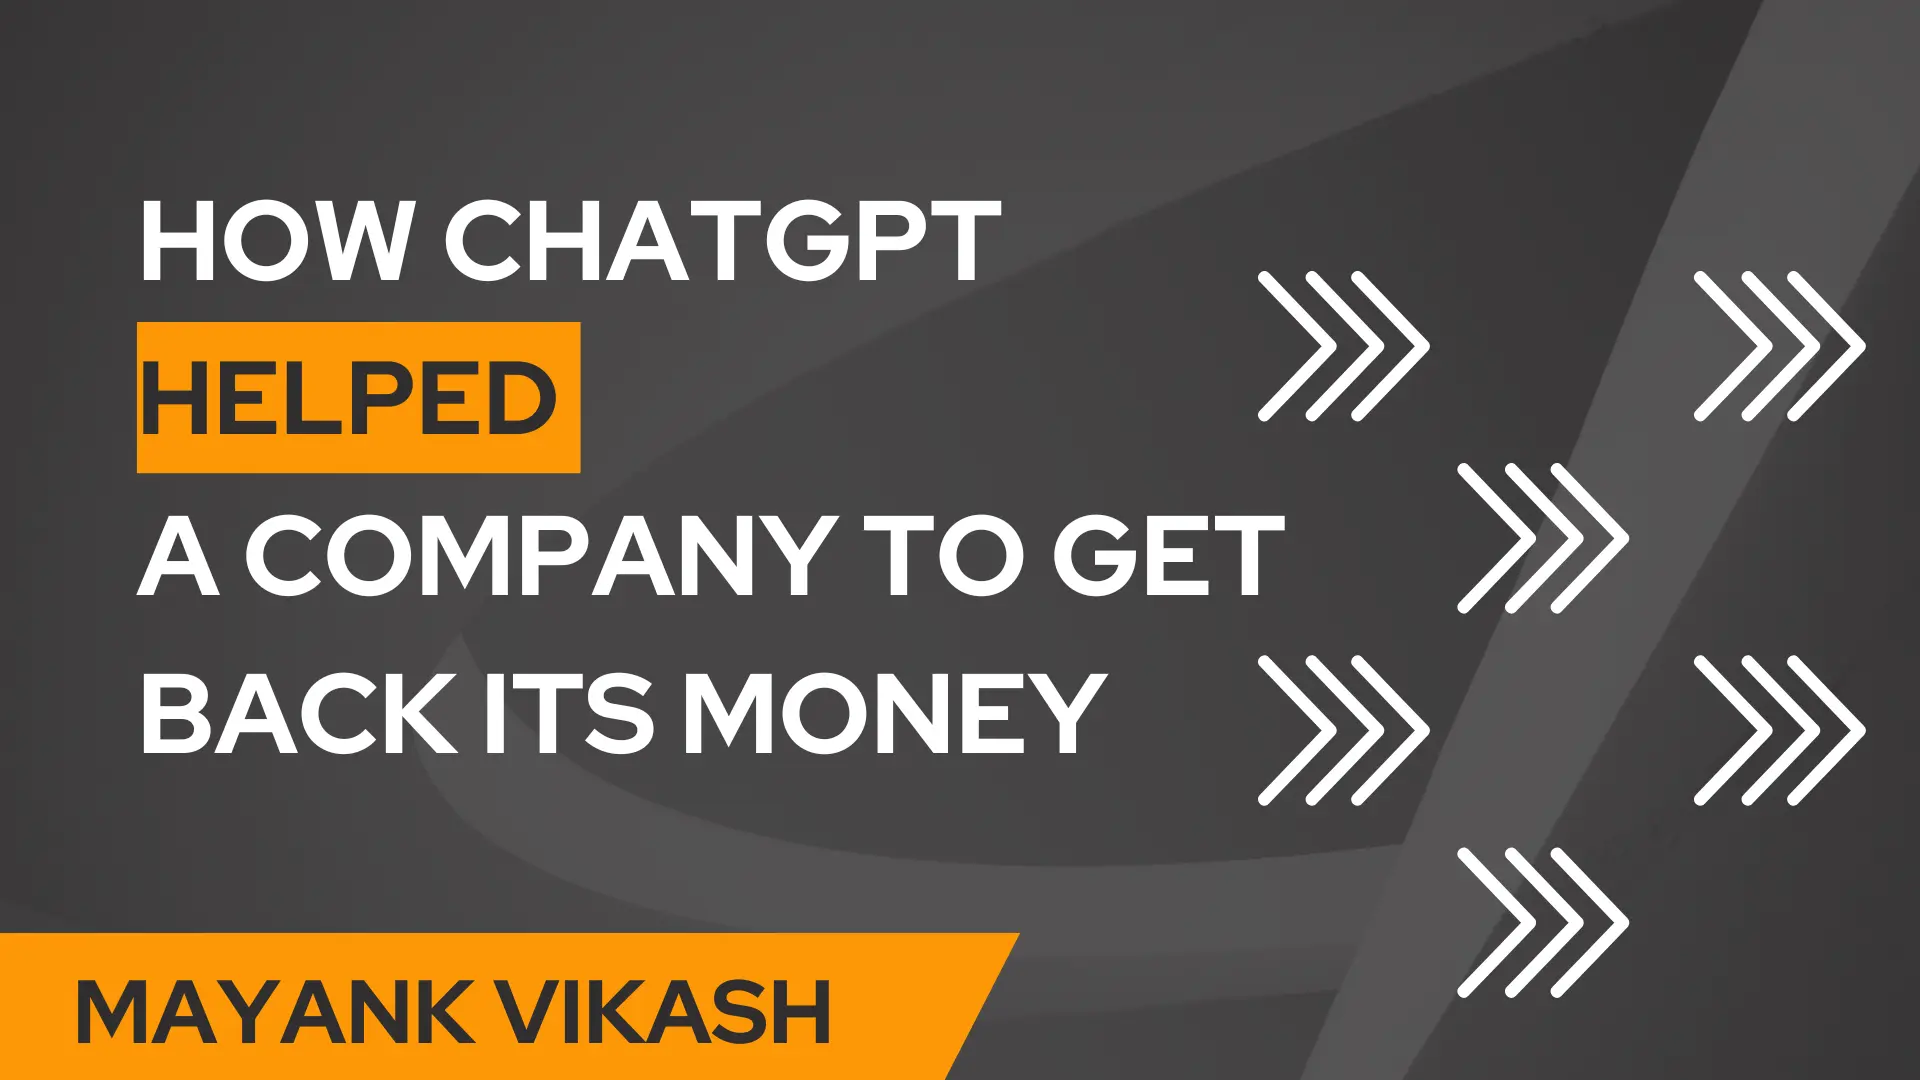 HOW CHATGPT
HELPED
A COMPANY TO GET
BACK ITS MONEY
MAYANK VIKASH